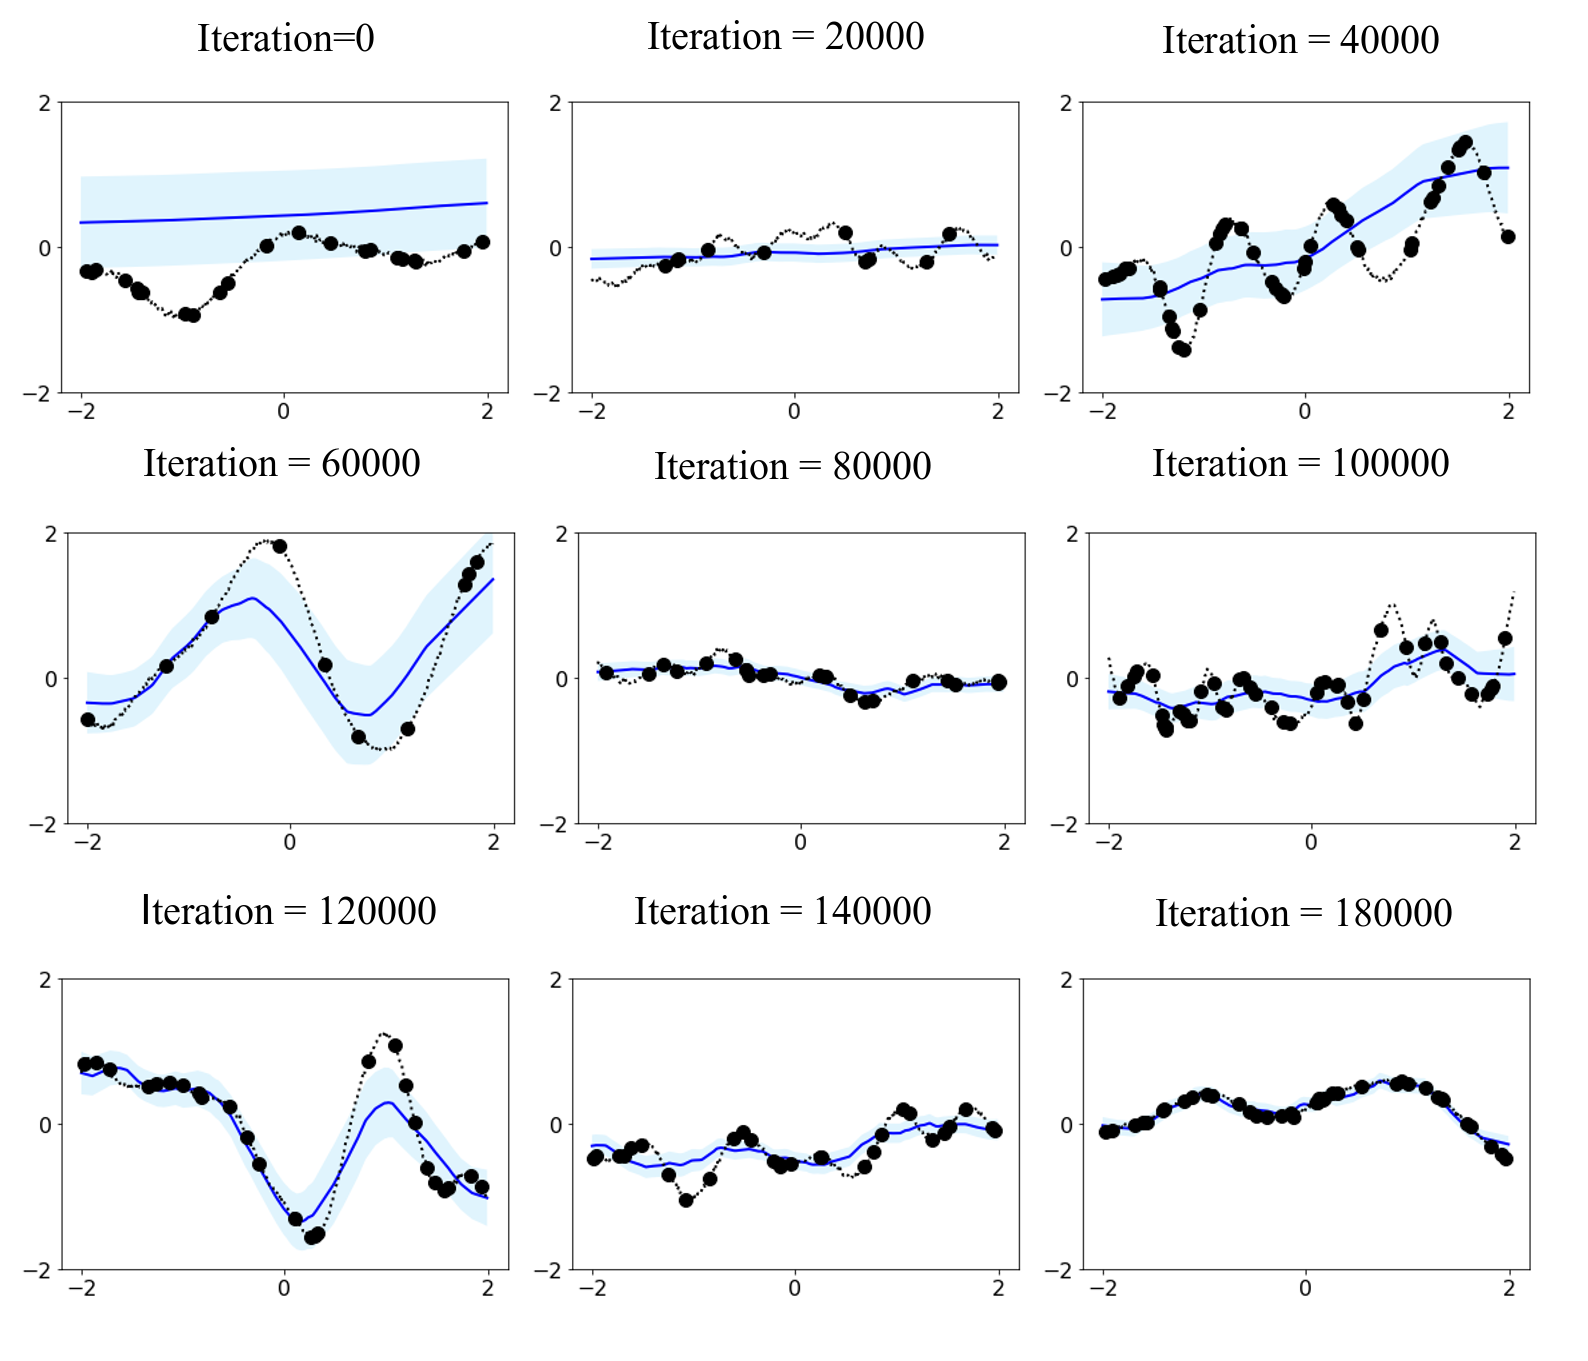 Iteration=0
Iteration = 20000
Iteration = 40000
2
0
−2
−2 0 2
2
0
−2
−2 0 2
2
0
−2
−2 0 2
Iteration = 60000
Iteration = 80000
Iteration = 100000
2
0
−2
−2 0 2
2
0
−2
−2 0 2
2
0
−2
−2 0 2
Iteration = 120000
Iteration = 140000
Iteration = 180000
2
0
−2
−2 0 2
2
0
−2
−2 0 2
2
0
−2
−2 0 2